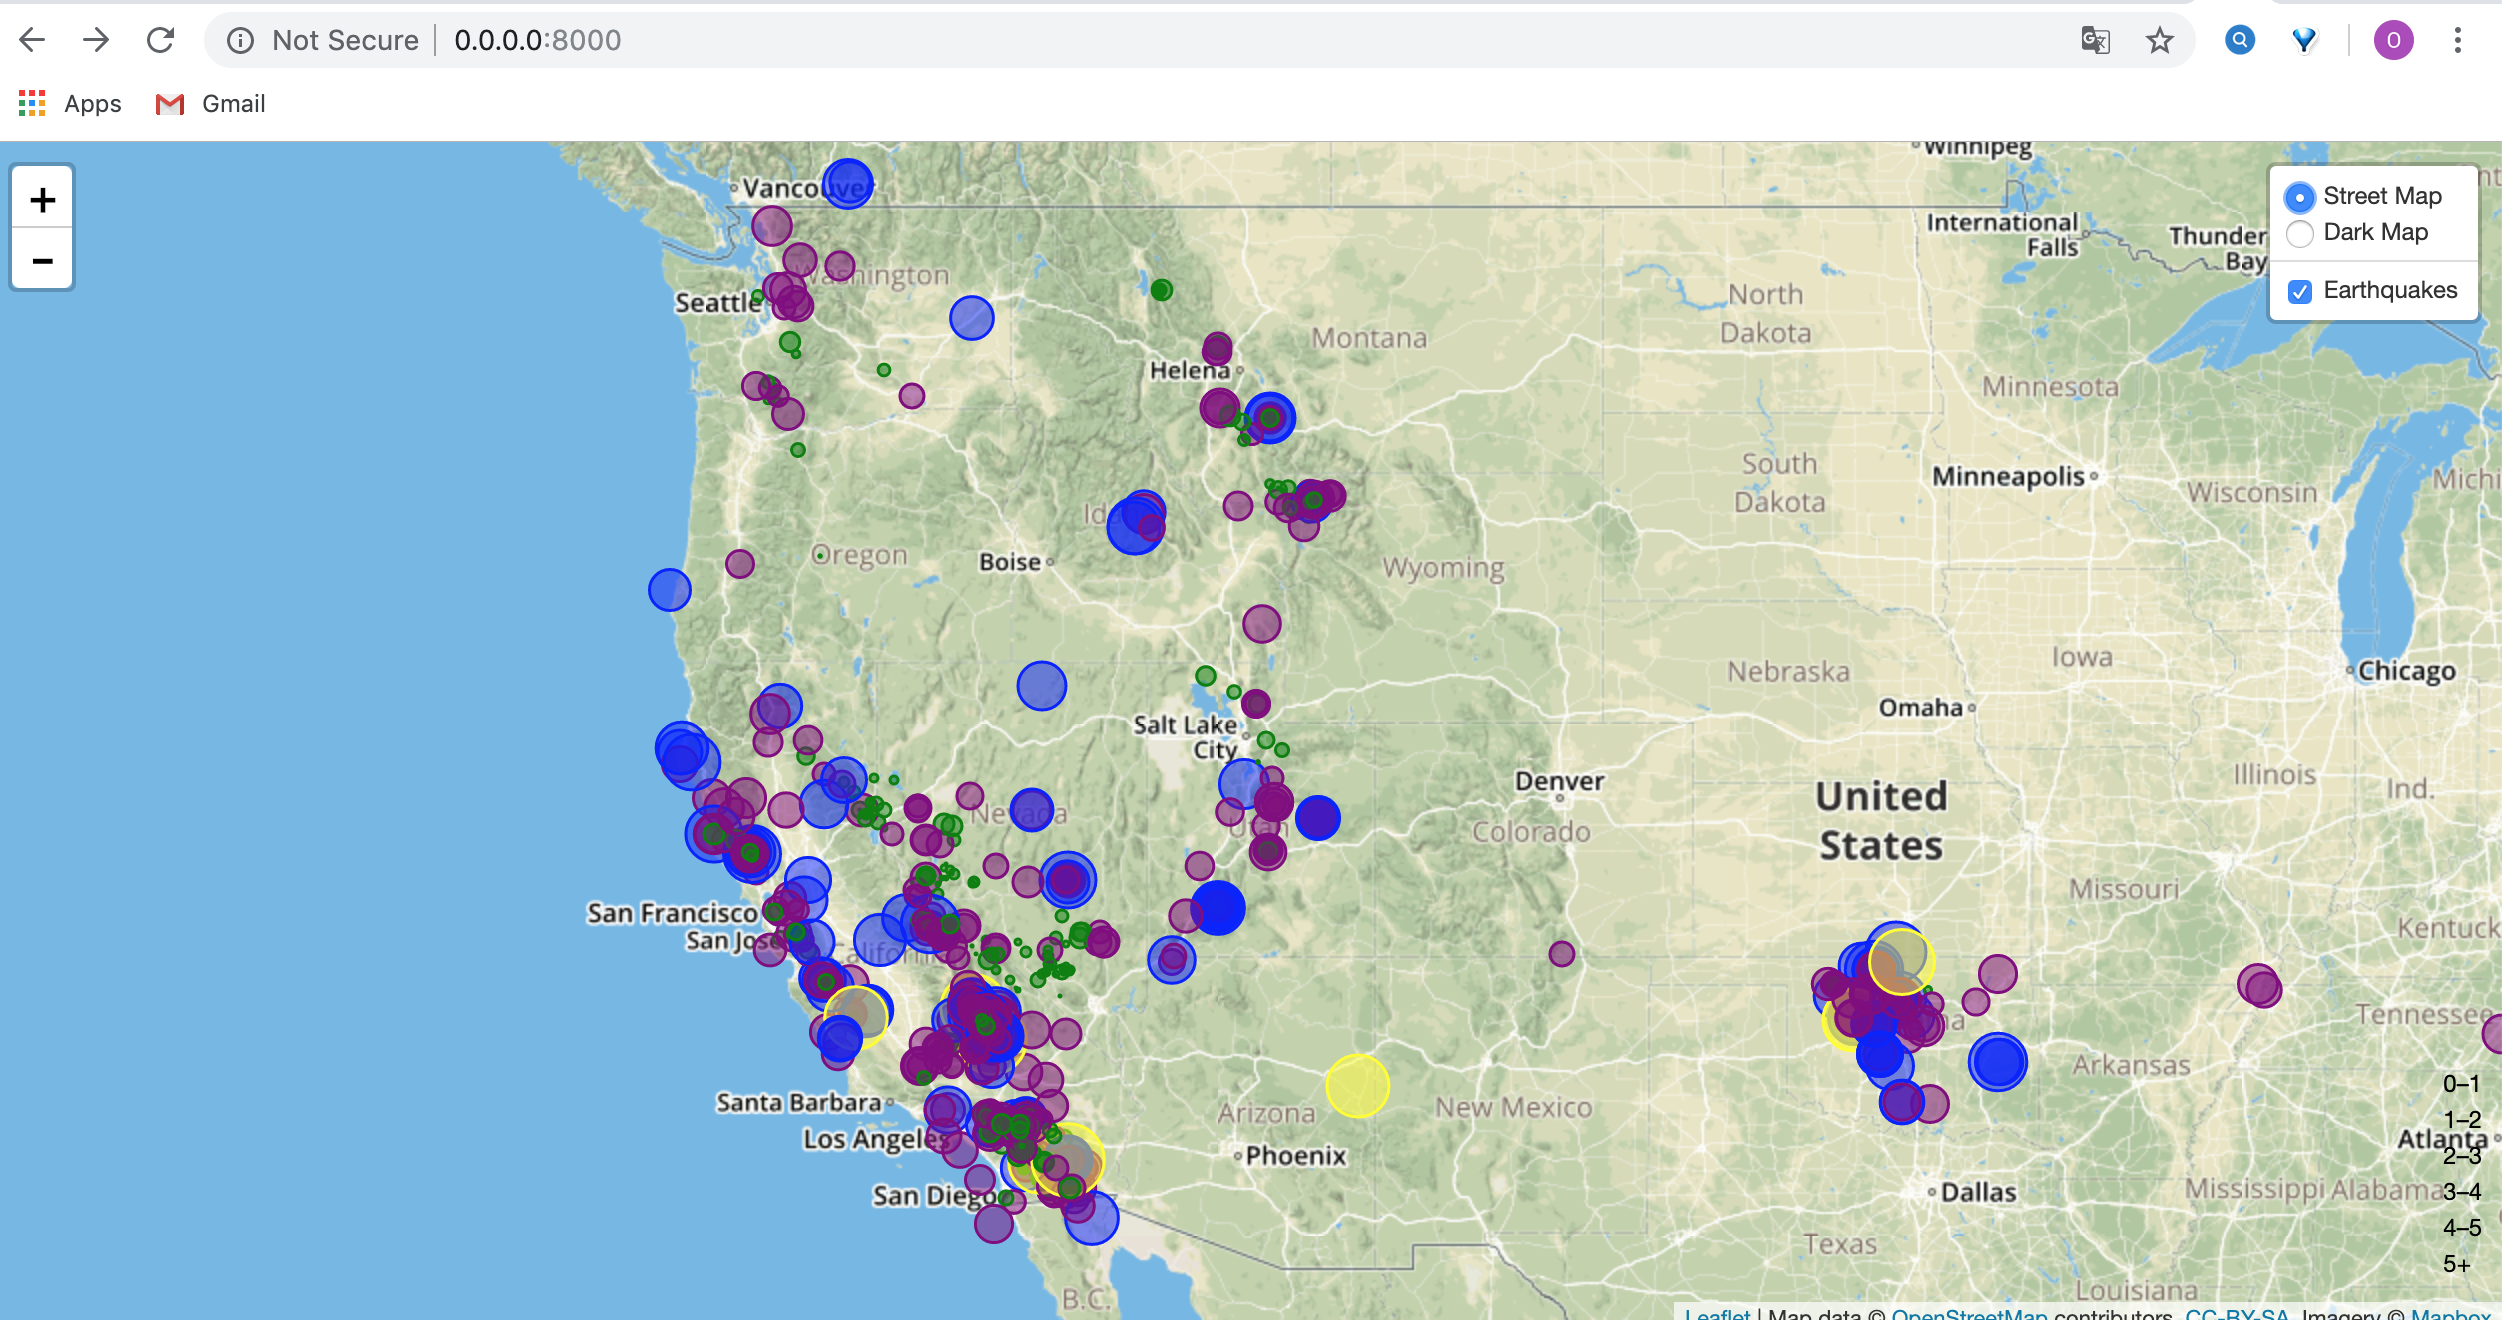 Not Secure | 0.0.0.0:8000
O
Apps
Gmail
+
−
Street Map
Dark Map
Earthquakes
Winnipeg
Vancouver
International
Falls
Thunder
Bay
Washington
Seattle
North
Dakota
Montana
Helena
Minnesota
South
Dakota
Minneapolis
Wisconsin
Michi
Oregon
Boise
Wyoming
Nebraska
Iowa
Chicago
Omaha
Salt Lake
City
Denver
United
States
Illinois
Ind.
Nevada
Utah
Colorado
Missouri
Kentuck
San Francisco
San Jose
California
Tennessee
Arkansas
Santa Barbara
Los Angeles
Arizona
New Mexico
Phoenix
Atlanta
San Diego
Dallas
Mississippi
Alabama
Texas
Louisiana
B.C.
0–1
1–2
2–3
3–4
4–5
5+
Leaflet | Map data © OpenStreetMap contributors, CC-BY-SA, Imagery © Mapbox